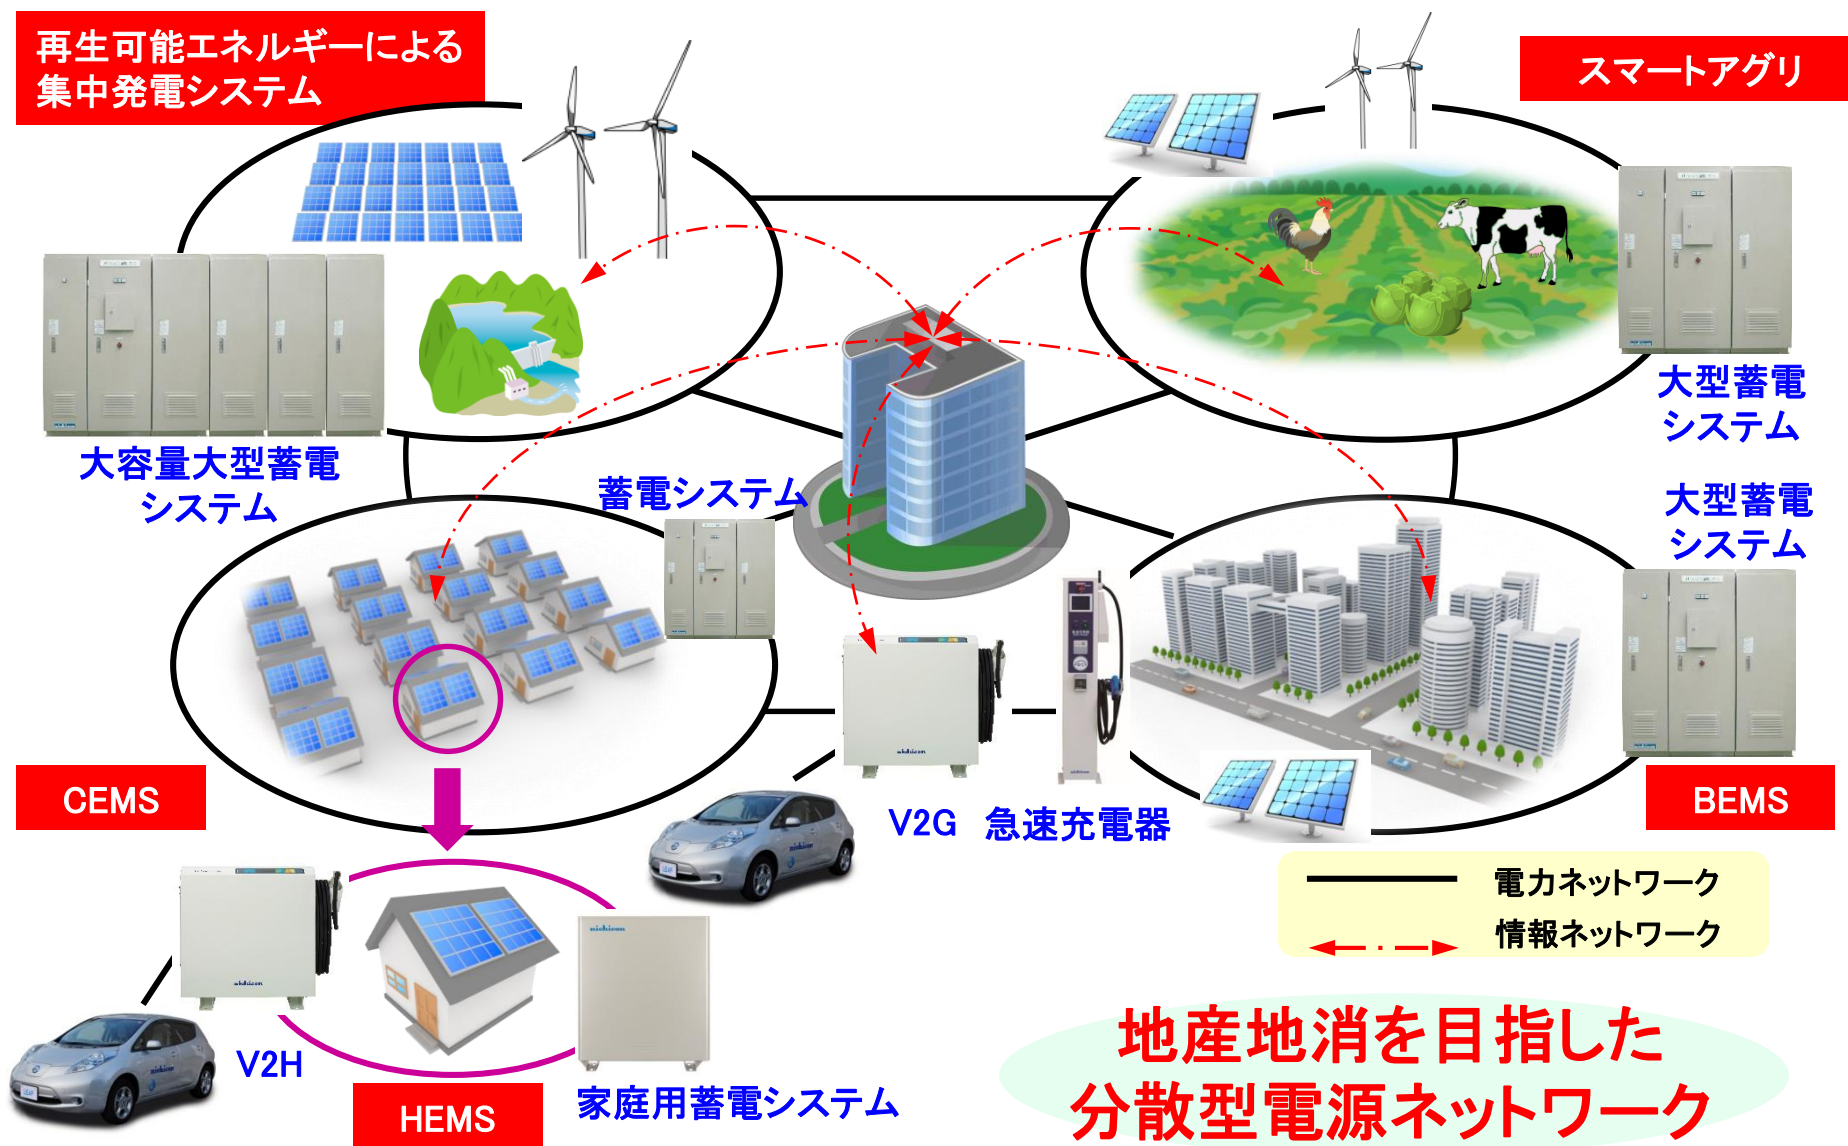 再生可能エネルギーによる
集中発電システム
スマートアグリ
大容量大型蓄電
システム
大型蓄電
システム
蓄電システム
大型蓄電
システム
CEMS
BEMS
nichicon
nichicon
V2G
急速充電器
nichicon
電力ネットワーク
情報ネットワーク
nichicon
nichicon
V2H
nichicon
HEMS
家庭用蓄電システム
地産地消を目指した
分散型電源ネットワーク